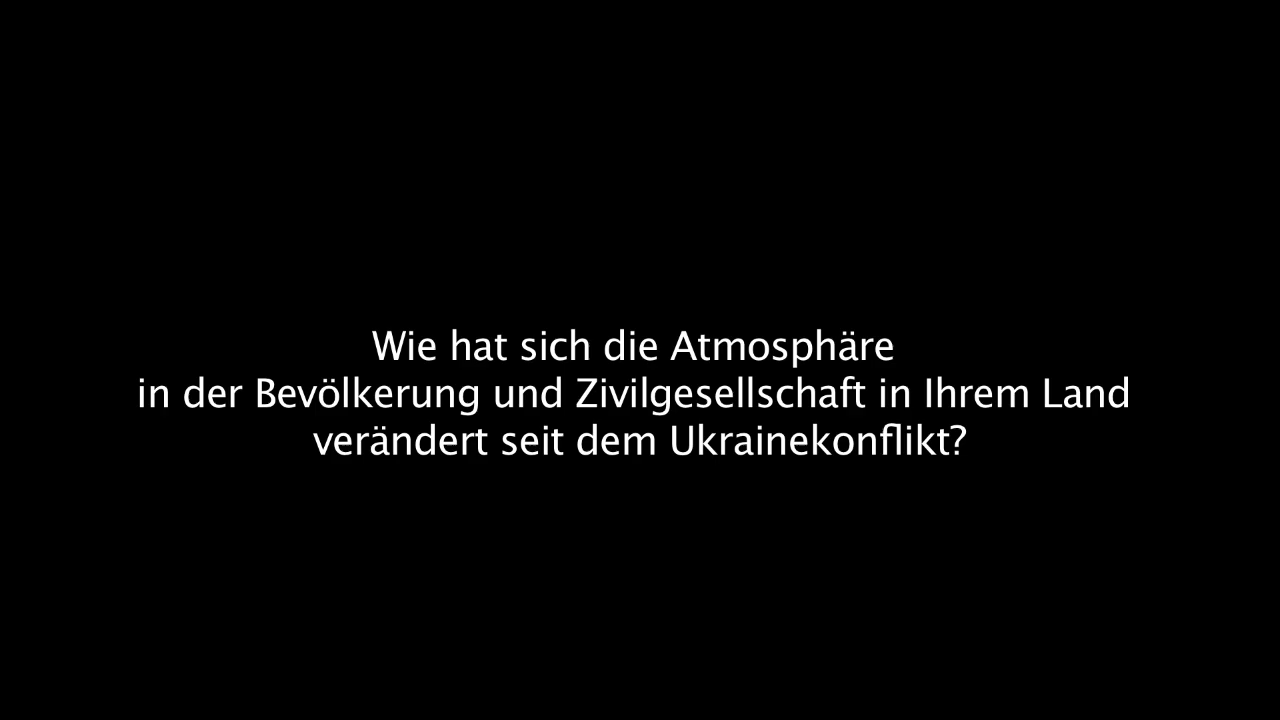 Wie hat sich die Atmosphäre
in der Bevölkerung und Zivilgesellschaft in Ihrem Land
verändert seit dem Ukrainekonflikt?